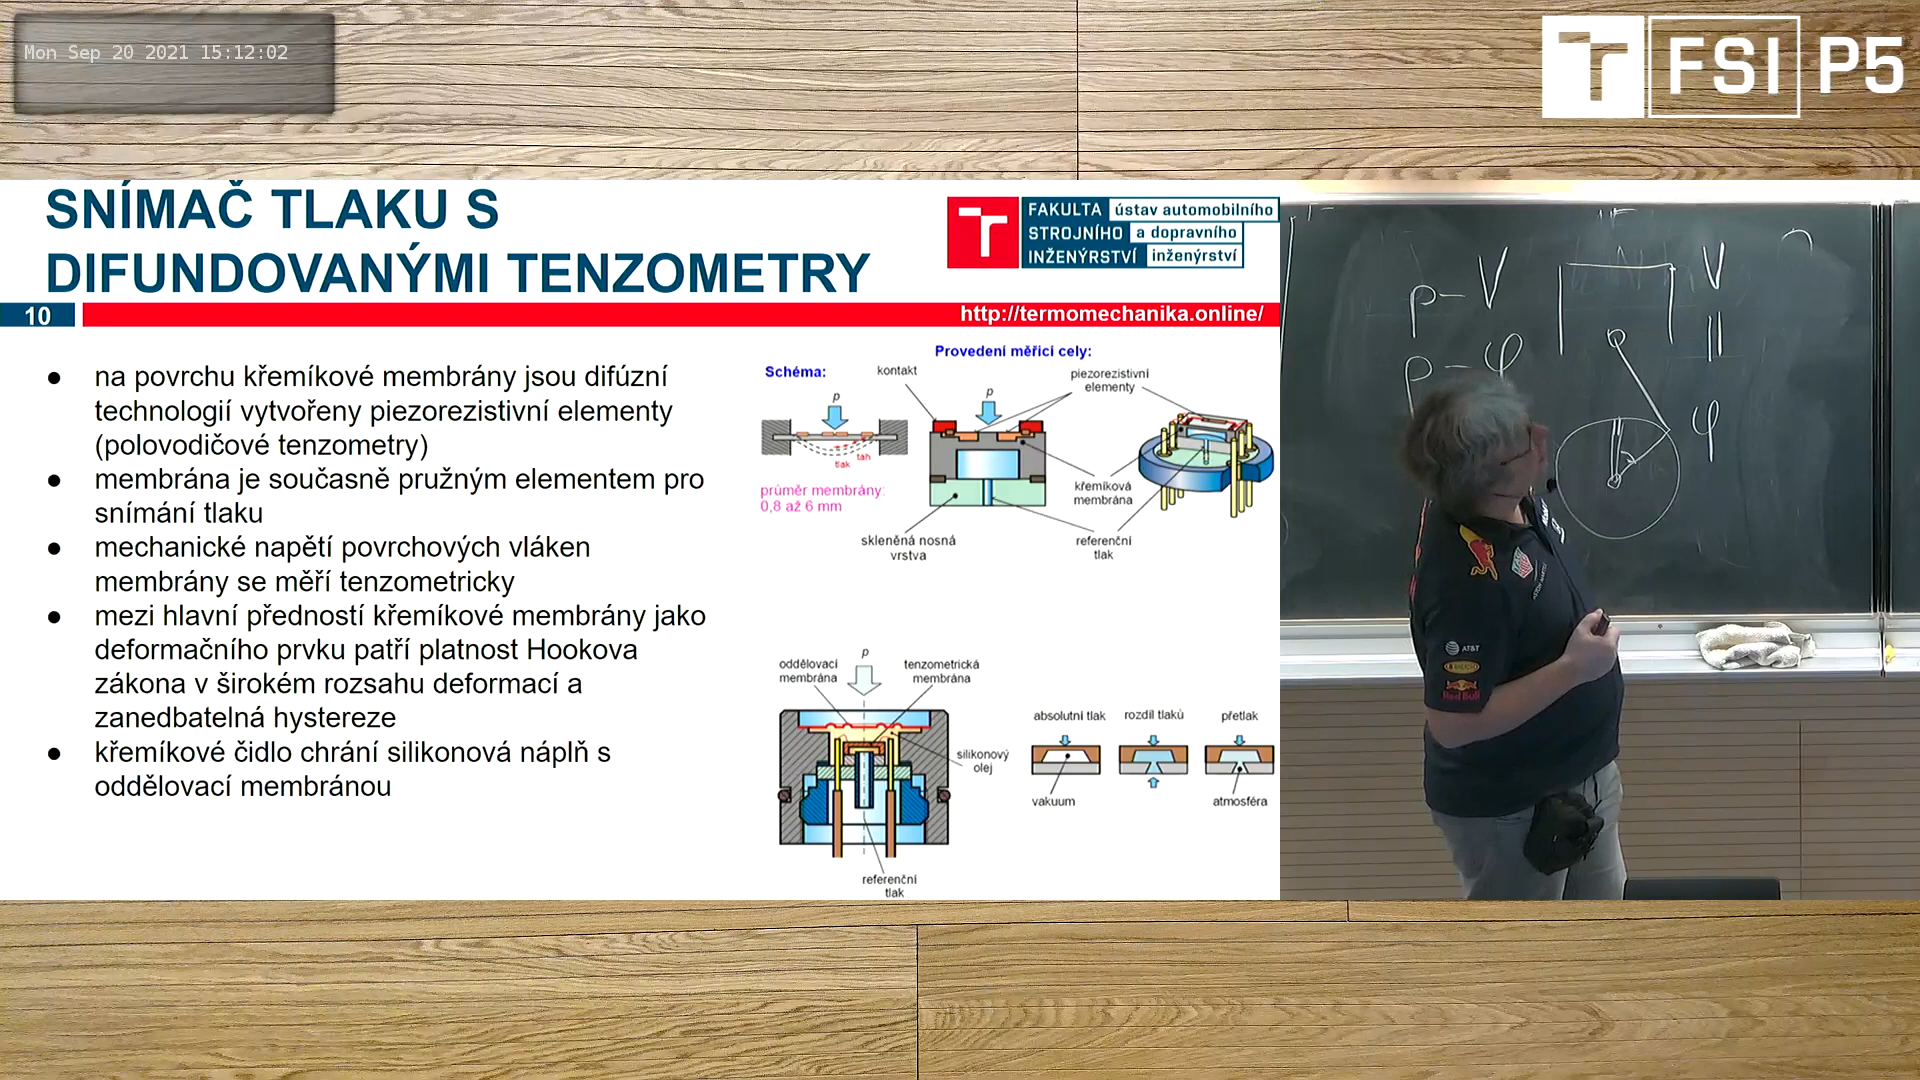 Mon Sep 20 2021 15:12:02
FSI P5
SNÍMAČ TLAKU S
DIFUNDOVANÝMI TENZOMETRY
FAKULTA ústav automobilního
STROJNÍHO a dopravního
INŽENÝRSTVÍ inženýrství
10
http://termomechanika.online/
● na povrchu křemíkové membrány jsou difúzní
technologií vytvořeny piezorezistivní elementy
(polovodičové tenzometry)
● membrána je současně pružným elementem pro
snímání tlaku
● mechanické napětí povrchových vláken
membrány se měří tenzometricky
● mezi hlavní předností křemíkové membrány jako
deformačního prvku patří platnost Hookova
zákona v širokém rozsahu deformací a
zanedbatelná hystereze
● křemíkové čidlo chrání silikonová náplň s
oddělovací membránou
Provedení měřicí cely:
Schéma:
kontakt
piezorezistivní
elementy
p
p
tah
tlak
průměr membrány:
0,8 až 6 mm
křemíková
membrána
skleněná nosná
vrstva
referenční
tlak
p
oddělovací
membrána
tenzometrická
membrána
silikonový
olej
referenční
tlak
absolutní tlak
rozdíl tlaků
přetlak
vakuum
atmosféra
p-V
p-φ
V
φ
AT&T
Red Bull